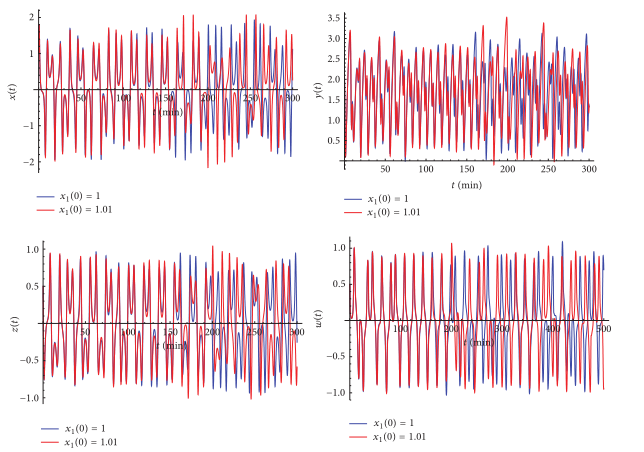 x(t)
2
1
−1
−2
50
100
150
200
250
300
t (min)
x₁(0) = 1
x₁(0) = 1.01
y(t)
3.5
3.0
2.5
2.0
1.5
1.0
0.5
50
100
150
200
250
300
t (min)
x₁(0) = 1
x₁(0) = 1.01
z(t)
1.0
0.5
−0.5
−1.0
50
100
150
200
250
300
t (min)
x₁(0) = 1
x₁(0) = 1.01
w(t)
1.0
0.5
−0.5
−1.0
100
200
300
400
500
t (min)
x₁(0) = 1
x₁(0) = 1.01